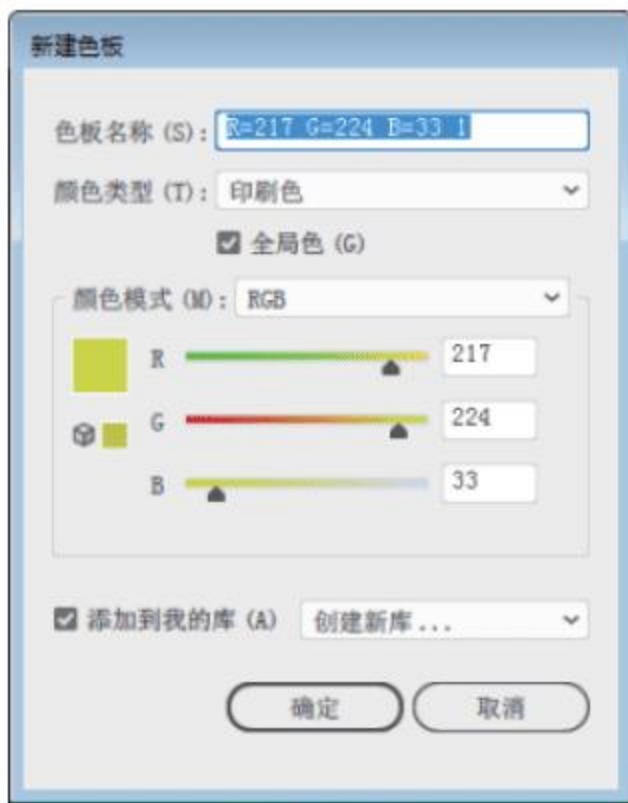 新建色板
色板名称 (S): R=217 G=224 B=33 1
颜色类型 (T): 印刷色
全局色 (G)
颜色模式 (M): RGB
R 217
G 224
B 33
添加到我的库 (A) 创建新库...
确定 取消